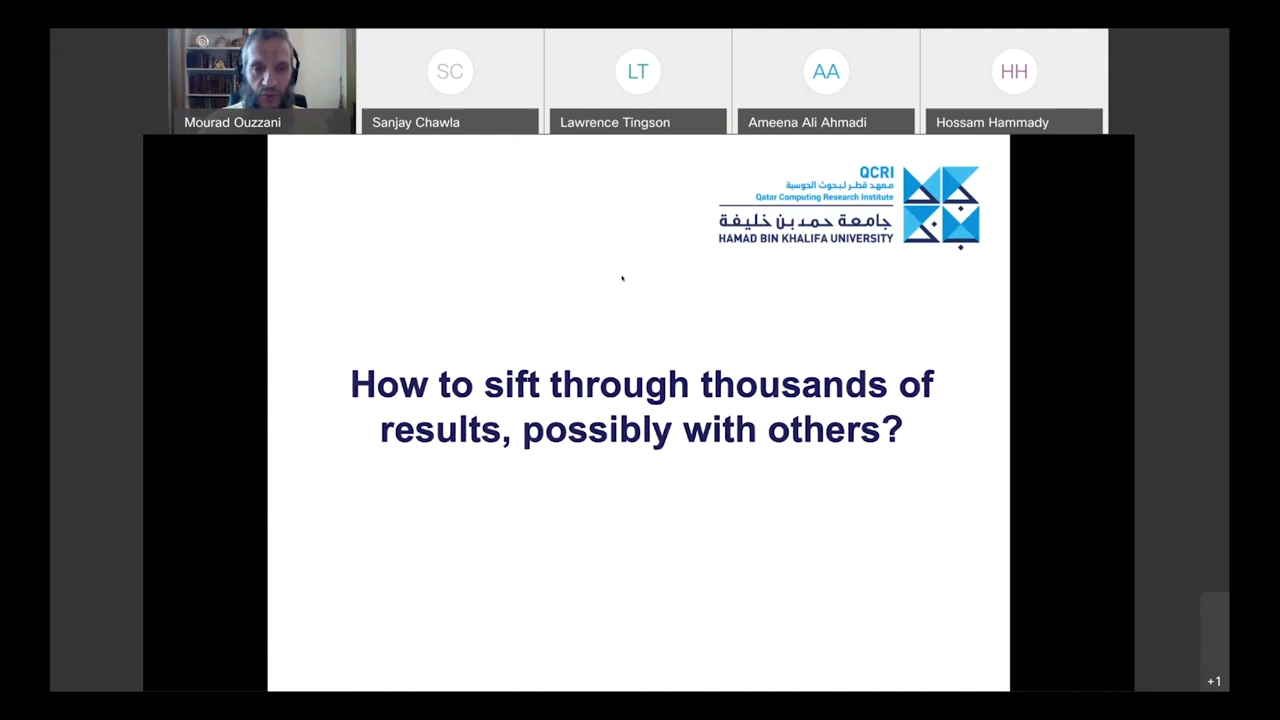 SC
LT
AA
HH
Mourad Ouzzani
Sanjay Chawla
Lawrence Tingson
Ameena Ali Ahmadi
Hossam Hammady
QCRI
معهد قطر لبحوث الحوسبة
Qatar Computing Research Institute
جامعة حمد بن خليفة
HAMAD BIN KHALIFA UNIVERSITY
How to sift through thousands of
results, possibly with others?
+1